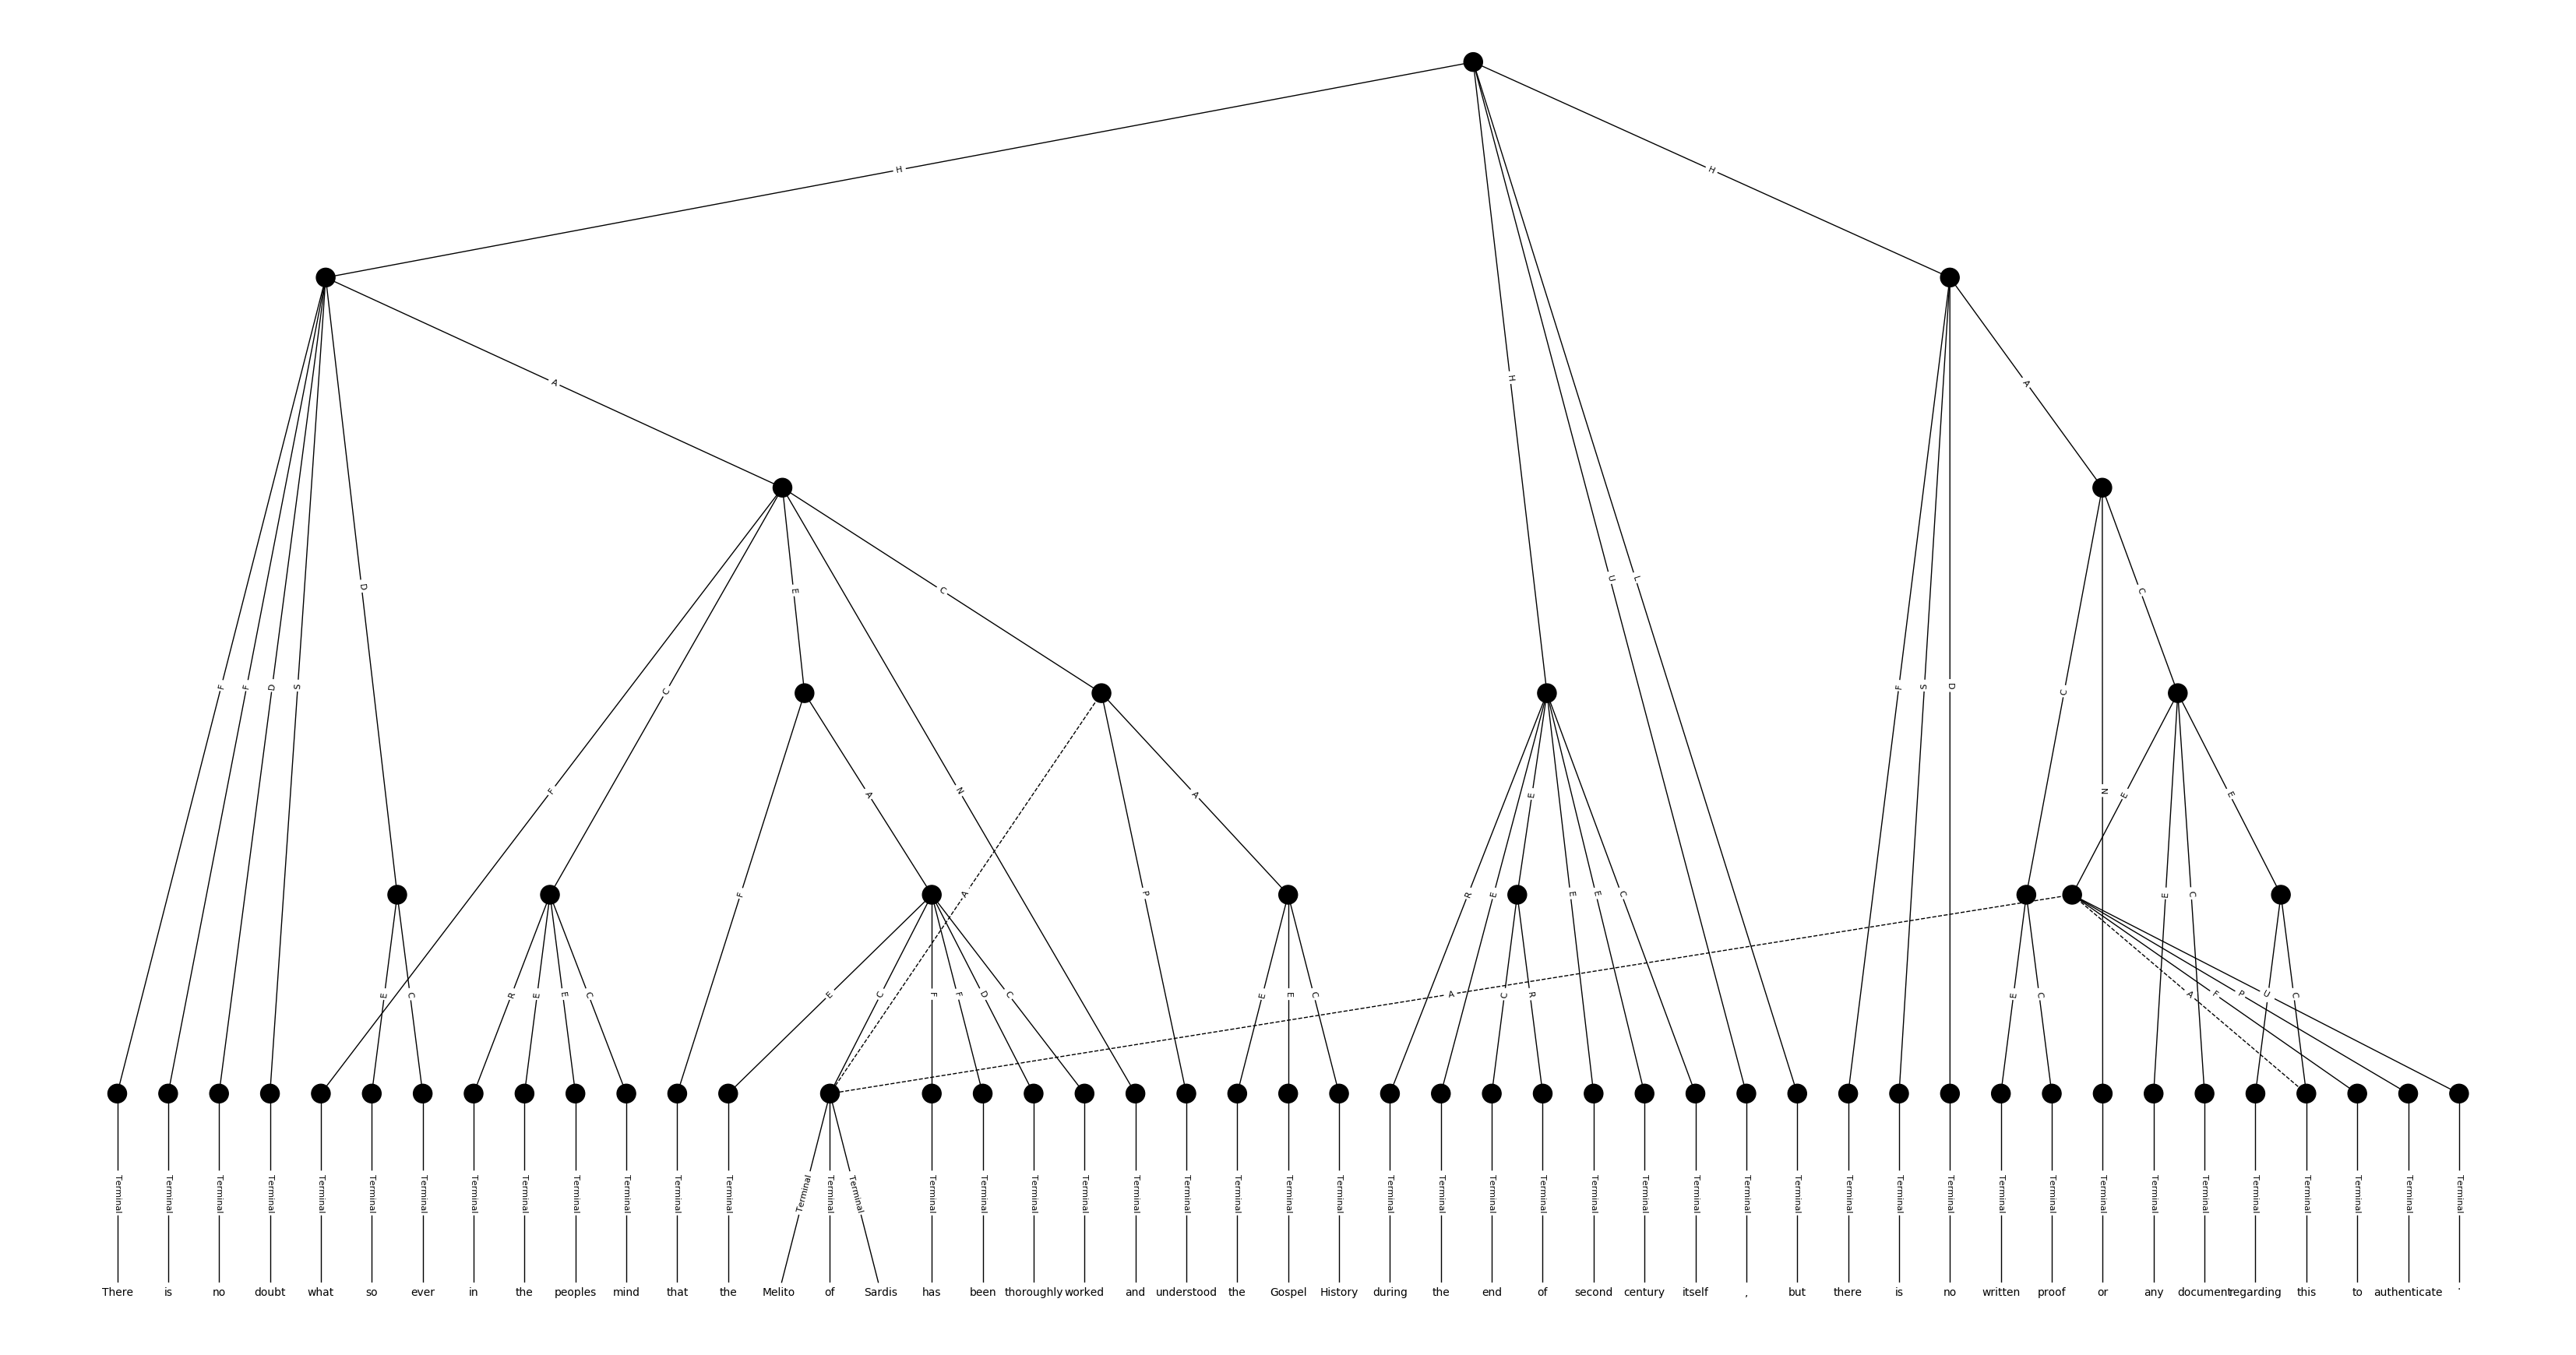 H H
A H A
D E C U L C
F F D S C F S D C
F A N A E N E E
F A P R E E E C E C
E C R E E C E C F F D C E E C A C R E C A F P U C
Terminal Terminal Terminal Terminal Terminal Terminal Terminal Terminal Terminal Terminal Terminal Terminal Terminal Terminal Terminal Terminal Terminal Terminal Terminal Terminal Terminal Terminal Terminal Terminal Terminal Terminal Terminal Terminal Terminal Terminal Terminal Terminal Terminal Terminal Terminal Terminal Terminal Terminal Terminal Terminal Terminal Terminal Terminal Terminal Terminal Terminal Terminal
There is no doubt what so ever in the peoples mind that the Melito of Sardis has been thoroughly worked and understood the Gospel History during the end of second century itself , but there is no written proof or any document regarding this to authenticate .